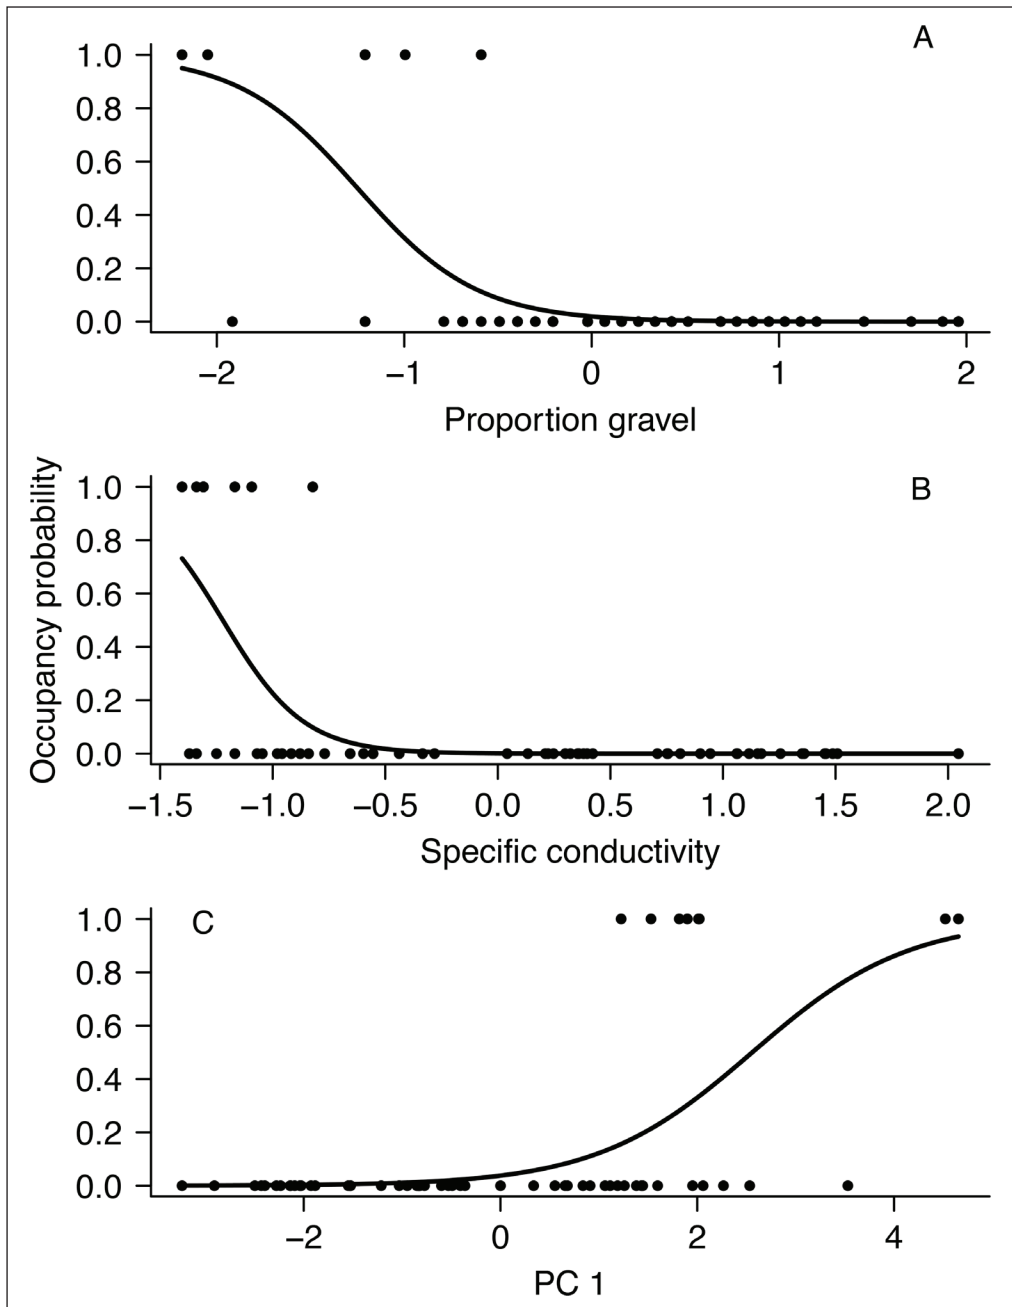 A
1.0
0.8
0.6
0.4
0.2
0.0
−2 −1 0 1 2
Proportion gravel
Occupancy probability
B
1.0
0.8
0.6
0.4
0.2
0.0
−1.5 −1.0 −0.5 0.0 0.5 1.0 1.5 2.0
Specific conductivity
C
1.0
0.8
0.6
0.4
0.2
0.0
−2 0 2 4
PC 1